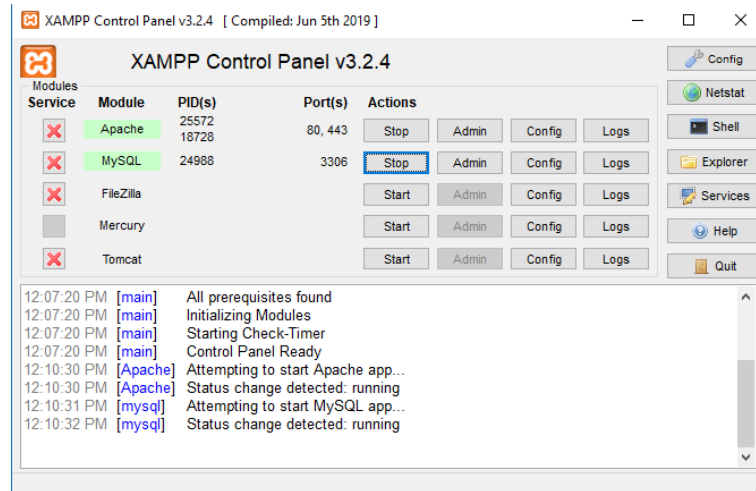 XAMPP Control Panel v3.2.4 [ Compiled: Jun 5th 2019 ]
XAMPP Control Panel v3.2.4
Config
Modules
Service Module PID(s) Port(s) Actions
Netstat
Apache 25572 18728 80, 443 Stop Admin Config Logs
Shell
MySQL 24988 3306 Stop Admin Config Logs
Explorer
FileZilla Start Admin Config Logs
Services
Mercury Start Admin Config Logs
Help
Tomcat Start Admin Config Logs
Quit
12:07:20 PM [main] All prerequisites found
12:07:20 PM [main] Initializing Modules
12:07:20 PM [main] Starting Check-Timer
12:07:20 PM [main] Control Panel Ready
12:10:30 PM [Apache] Attempting to start Apache app...
12:10:30 PM [Apache] Status change detected: running
12:10:31 PM [mysql] Attempting to start MySQL app...
12:10:32 PM [mysql] Status change detected: running